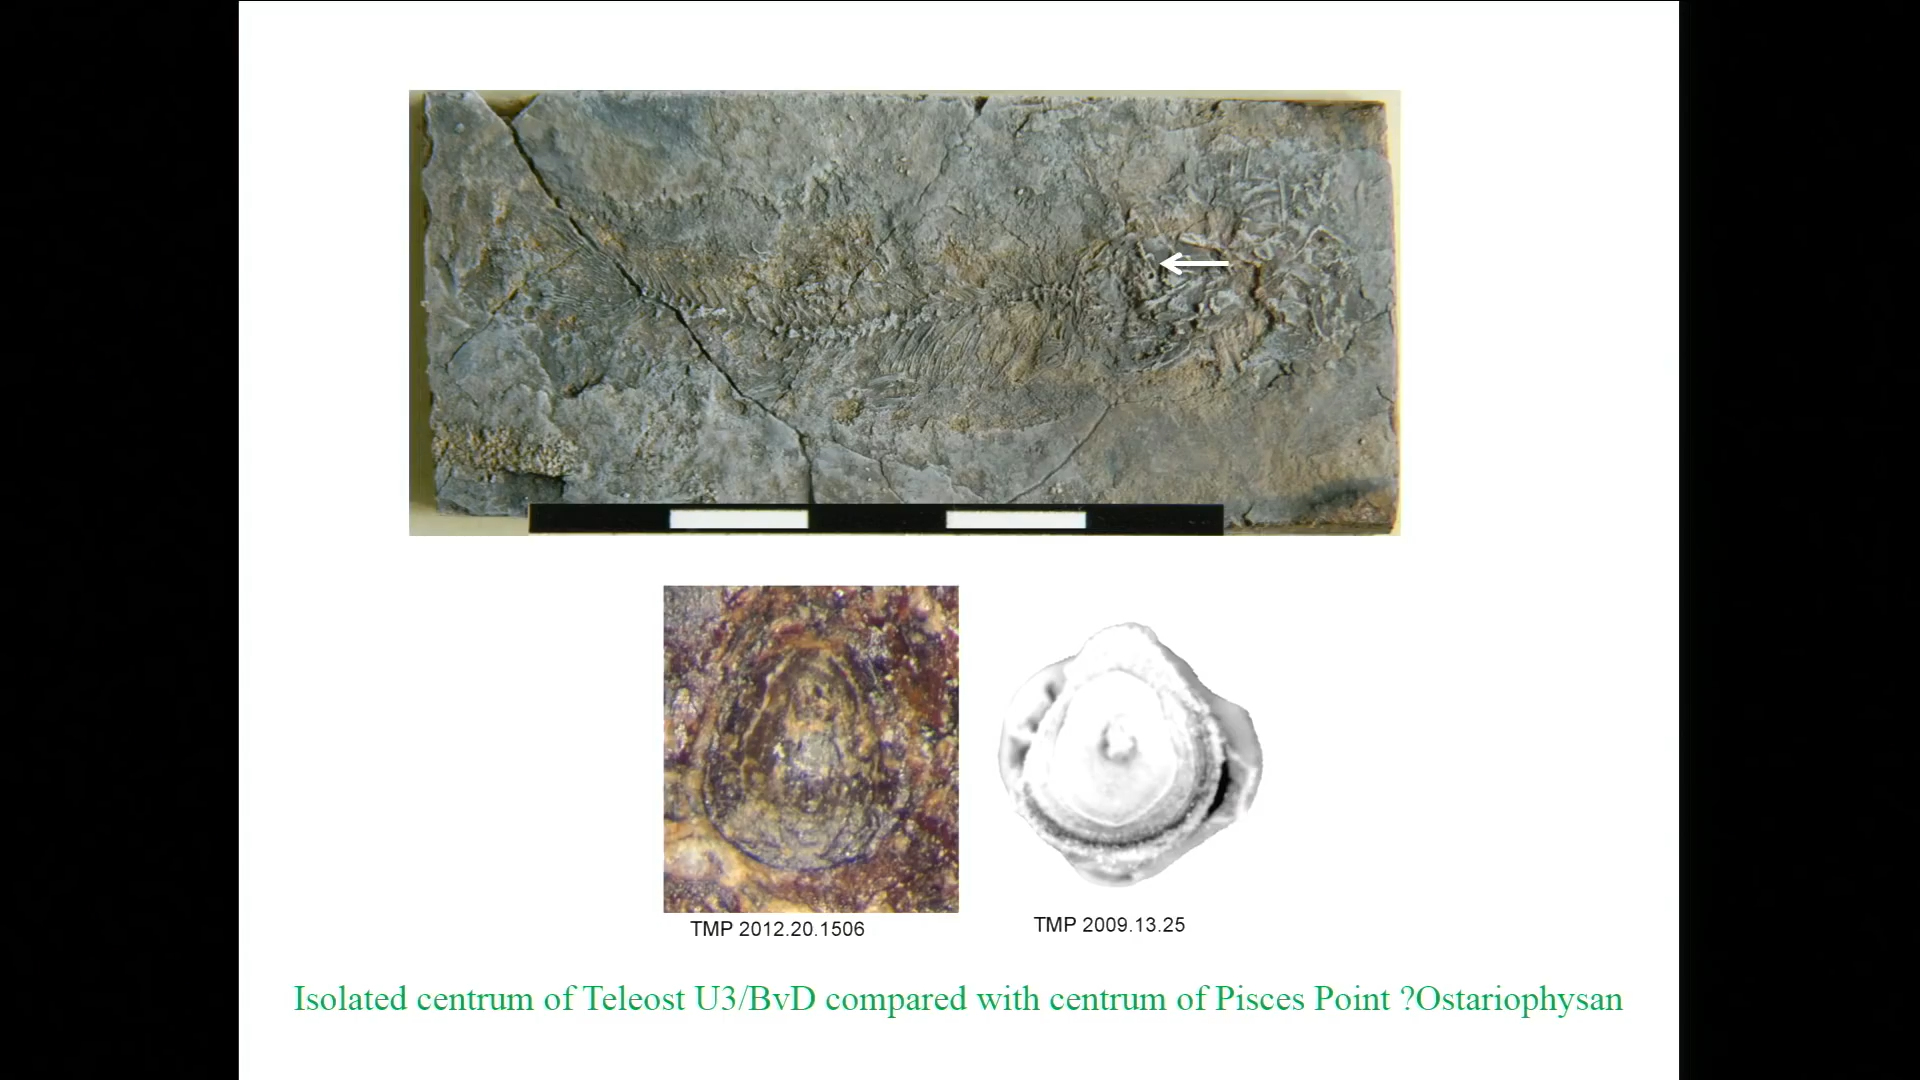 TMP 2012.20.1506
TMP 2009.13.25
Isolated centrum of Teleost U3/BvD compared with centrum of Pisces Point ?Ostariophysan